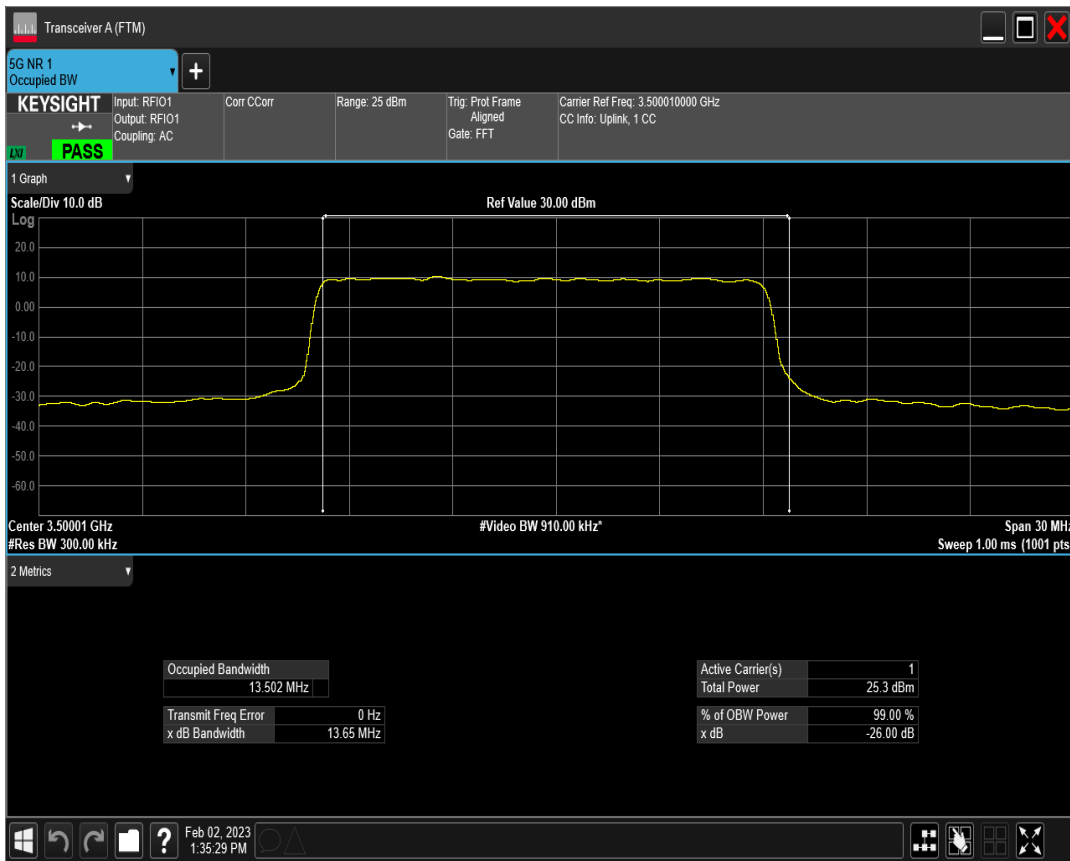 Transceiver A (FTM)
5G NR 1
Occupied BW
+
KEYSIGHT
LXI
PASS
Input: RFIO1
Output: RFIO1
Coupling: AC
Corr CCorr
Range: 25 dBm
Trig: Prot Frame
Aligned
Gate: FFT
Carrier Ref Freq: 3.500010000 GHz
CC Info: Uplink, 1 CC
1 Graph
Scale/Div 10.0 dB
Ref Value 30.00 dBm
Log
20.0
10.0
0.00
-10.0
-20.0
-30.0
-40.0
-50.0
-60.0
Center 3.50001 GHz
#Video BW 910.00 kHz*
Span 30 MHz
#Res BW 300.00 kHz
Sweep 1.00 ms (1001 pts
2 Metrics
Occupied Bandwidth
13.502 MHz
Transmit Freq Error 0 Hz
x dB Bandwidth 13.65 MHz
Active Carrier(s) 1
Total Power 25.3 dBm
% of OBW Power 99.00 %
x dB -26.00 dB
?
Feb 02, 2023
1:35:29 PM